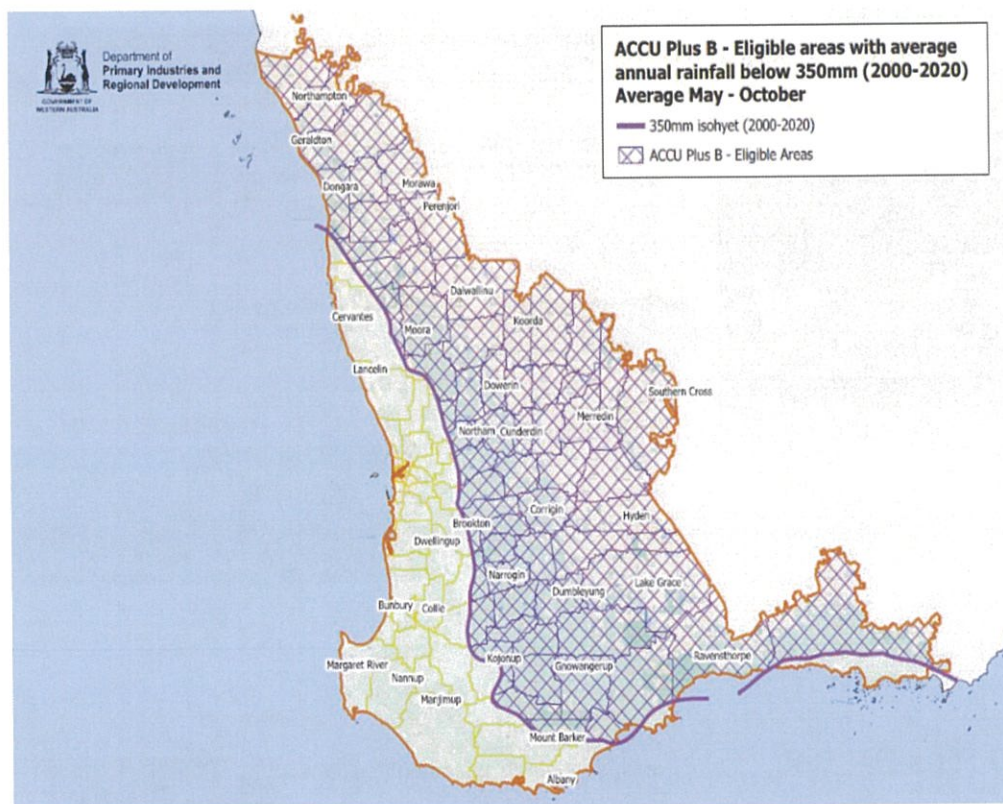 Department of
Primary Industries and
Regional Development
GOVERNMENT OF
WESTERN AUSTRALIA
ACCU Plus B - Eligible areas with average
annual rainfall below 350mm (2000-2020)
Average May - October
350mm isohyet (2000-2020)
ACCU Plus B - Eligible Areas
Northampton
Geraldton
Dongara
Morawa
Perenjori
Dalwallinu
Cervantes
Moora
Koorda
Lancelin
Dowerin
Southern Cross
Merredin
Northam
Cunderdin
Corrigin
Hyden
Brookton
Dwellingup
Narrogin
Dumbleyung
Lake Grace
Bunbury
Collie
Kojonup
Gnowangerup
Ravensthorpe
Margaret River
Nannup
Manjimup
Mount Barker
Albany